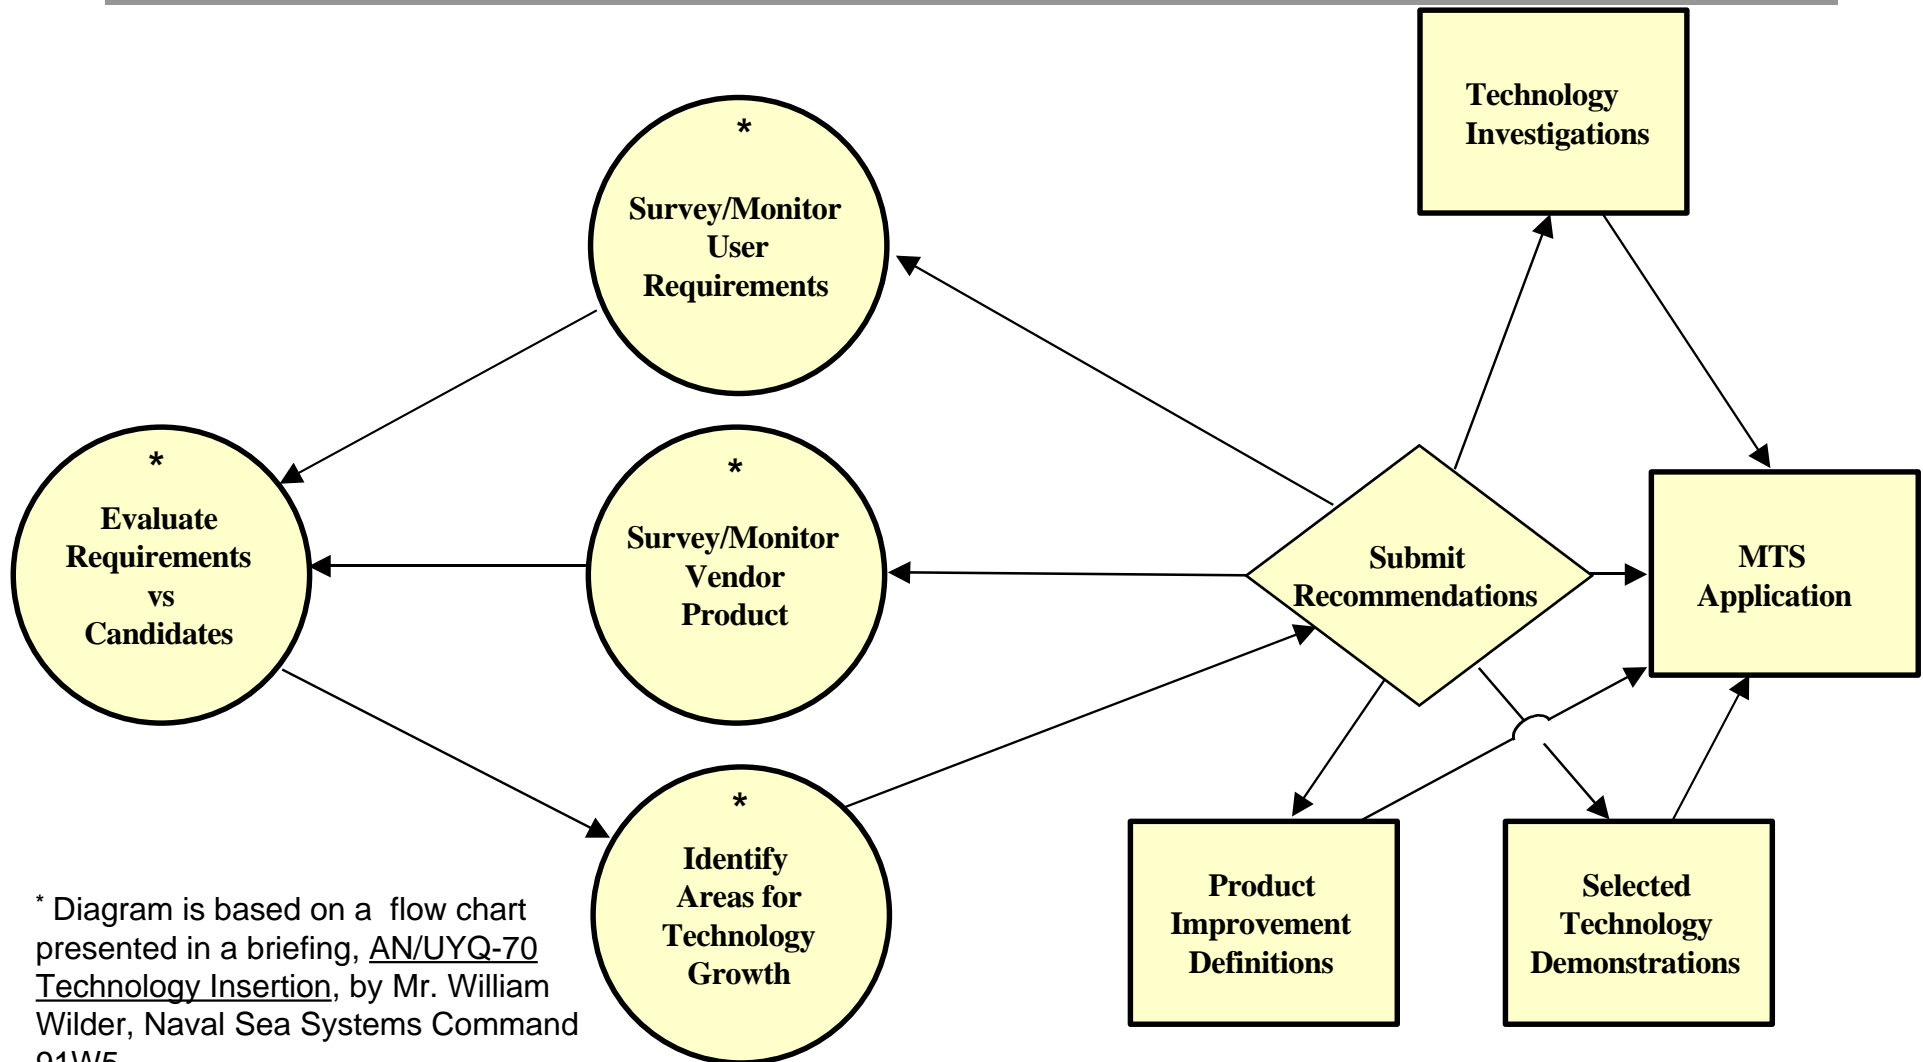 Technology
Investigations
*
Survey/Monitor
User
Requirements
*
Evaluate
Requirements
vs
Candidates
*
Survey/Monitor
Vendor
Product
Submit
Recommendations
MTS
Application
*
Identify
Areas for
Technology
Growth
Product
Improvement
Definitions
Selected
Technology
Demonstrations
* Diagram is based on a flow chart
presented in a briefing, AN/UYQ-70
Technology Insertion, by Mr. William
Wilder, Naval Sea Systems Command
91W5